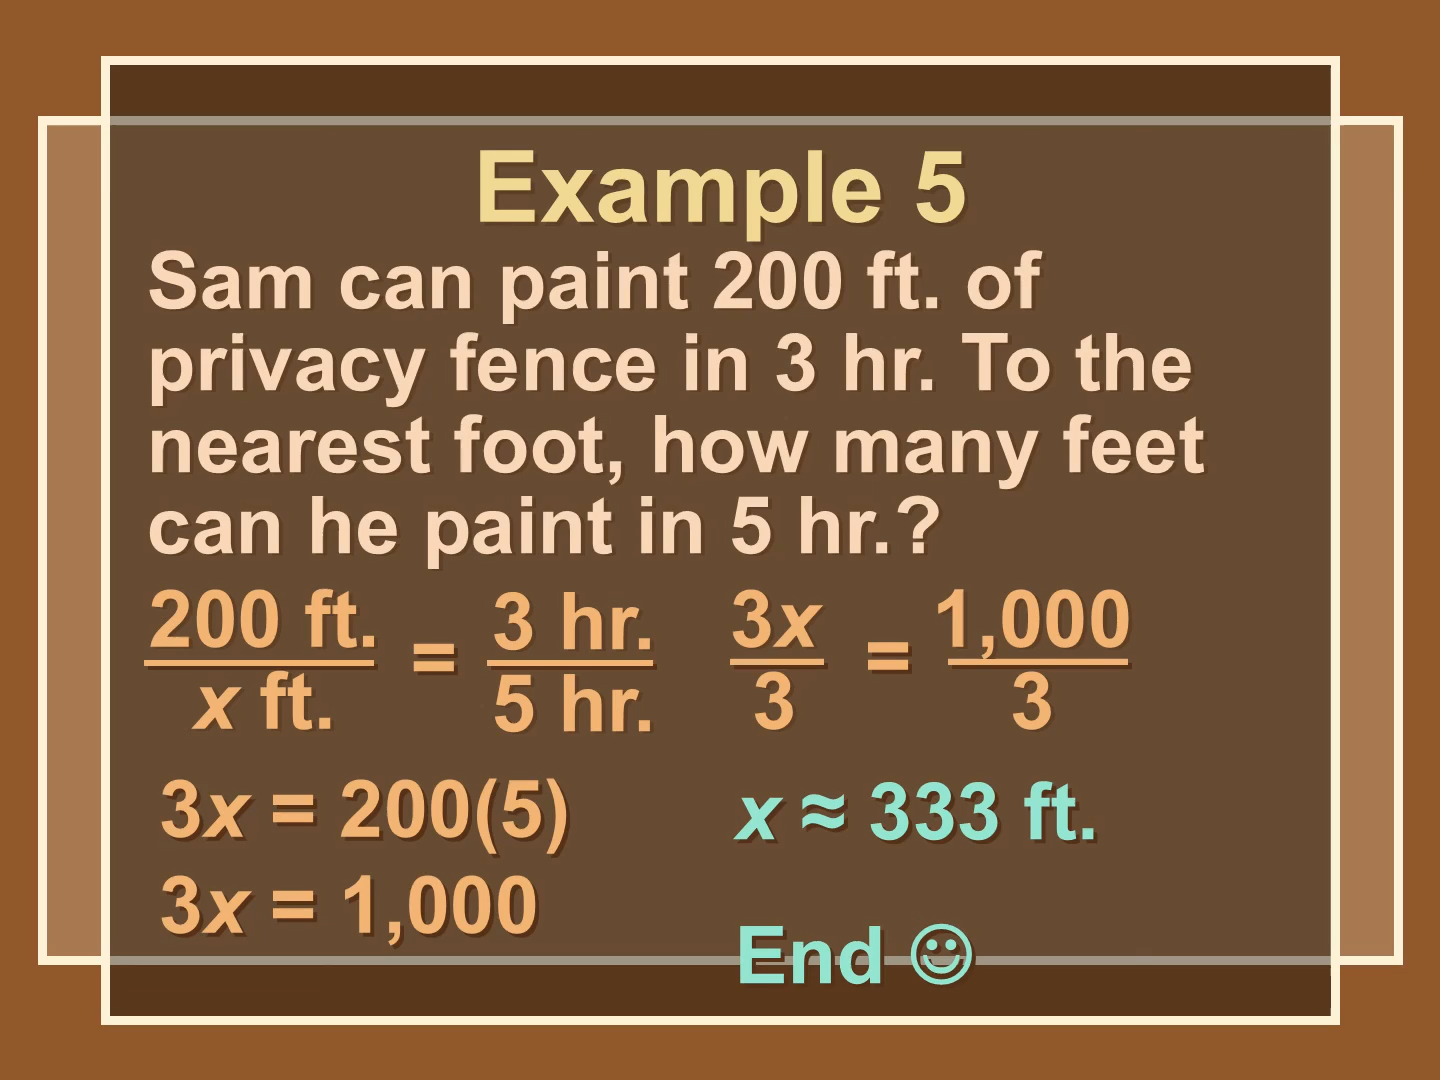 Example 5
Sam can paint 200 ft. of
privacy fence in 3 hr. To the
nearest foot, how many feet
can he paint in 5 hr.?
200 ft. = 3 hr.
x ft. 5 hr.
3x = 200(5)
3x = 1,000
3x = 1,000
3 3
x ≈ 333 ft.
End ☺